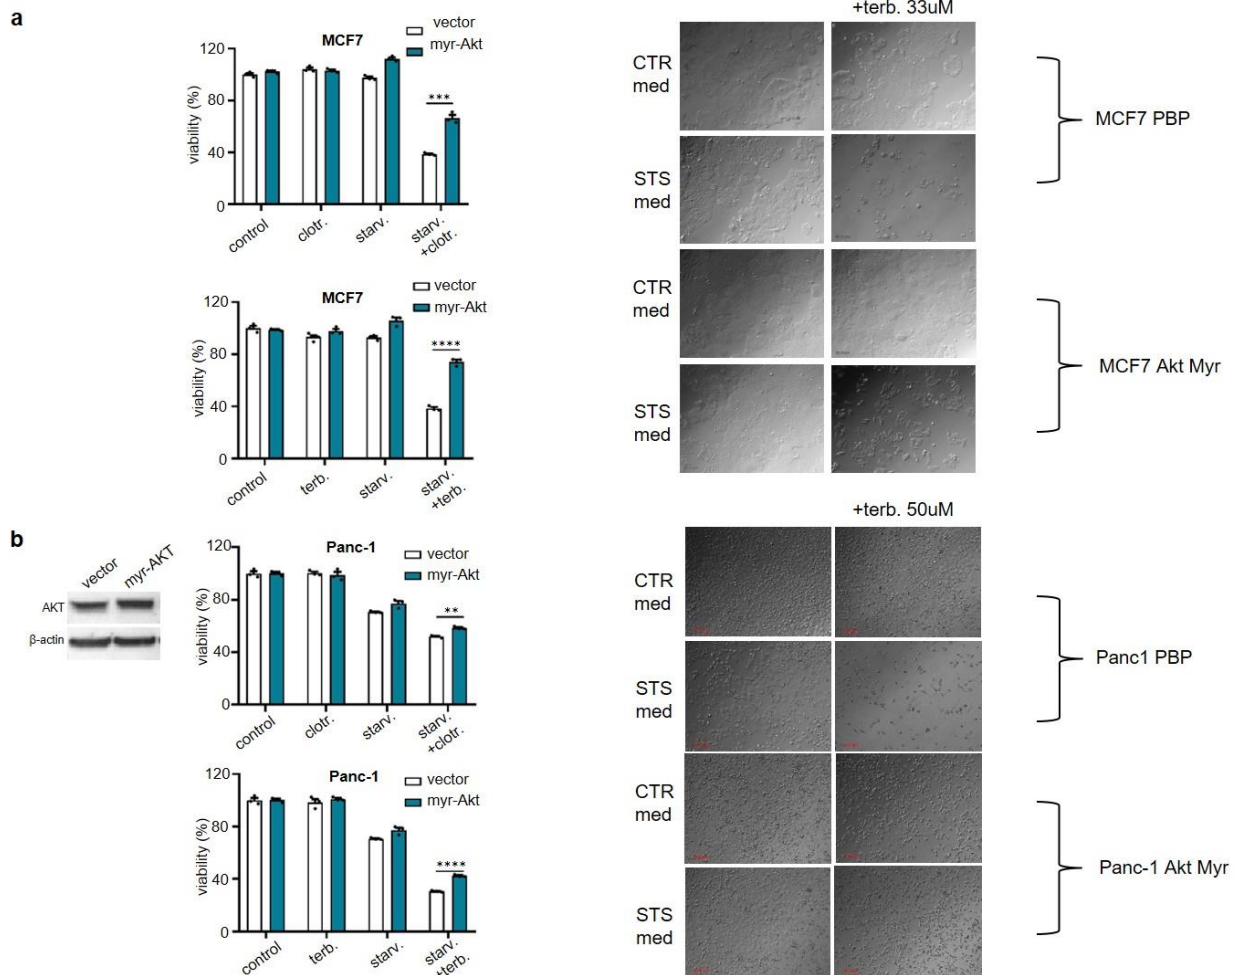 a
vector
myr-Akt
MCF7
viability (%)
120
80
40
0
***
control
clotr.
starv.
starv.
+clotr.
vector
myr-Akt
MCF7
viability (%)
120
80
40
0
****
control
terb.
starv.
starv.
+terb.
+terb. 33uM
CTR
med
STS
med
MCF7 PBP
CTR
med
STS
med
MCF7 Akt Myr
b
vector
myr-AKT
AKT
β-actin
Panc-1
vector
myr-Akt
viability (%)
120
80
40
0
**
control
clotr.
starv.
starv.
+clotr.
Panc-1
vector
myr-Akt
viability (%)
120
80
40
0
****
control
terb.
starv.
starv.
+terb.
+terb. 50uM
CTR
med
STS
med
Panc1 PBP
CTR
med
STS
med
Panc-1 Akt Myr